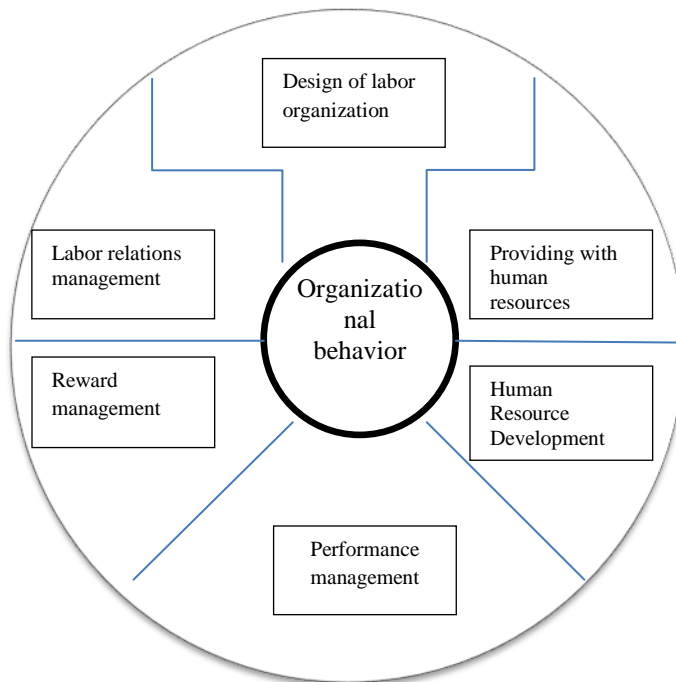 Design of labor
organization
Labor relations
management
Providing with
human
resources
Organizatio
nal
behavior
Reward
management
Human
Resource
Development
Performance
management